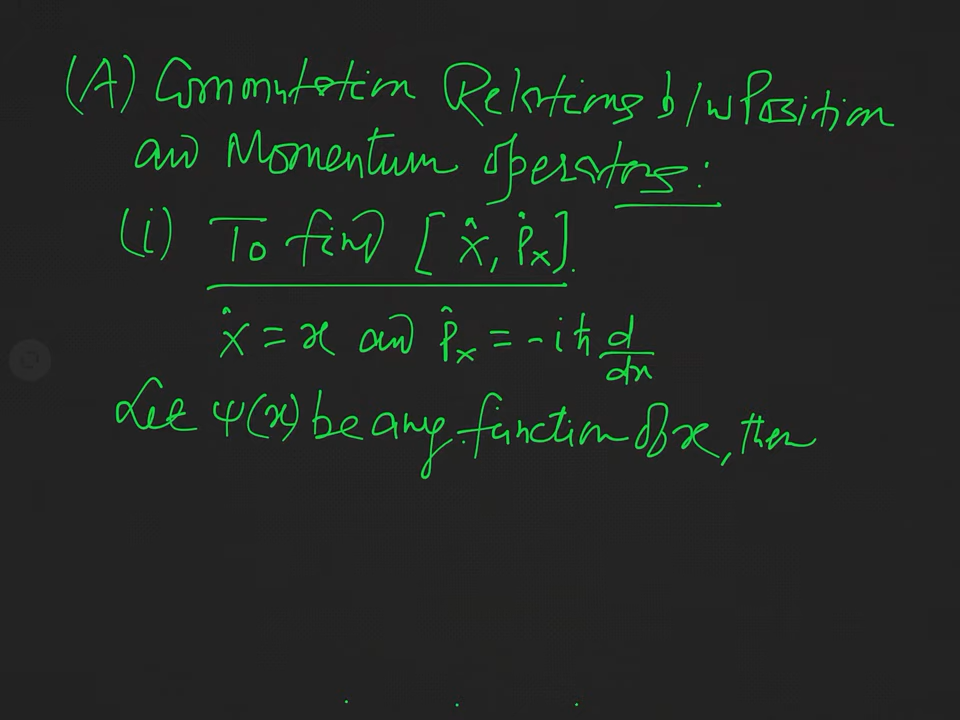 (A) Commutation Relations b/w Position
and Momentum operators:
(i) To find [x̂, p̂ₓ].
x̂ = x and p̂ₓ = -iħ d/dx
Let ψ(x) be any function of x, then